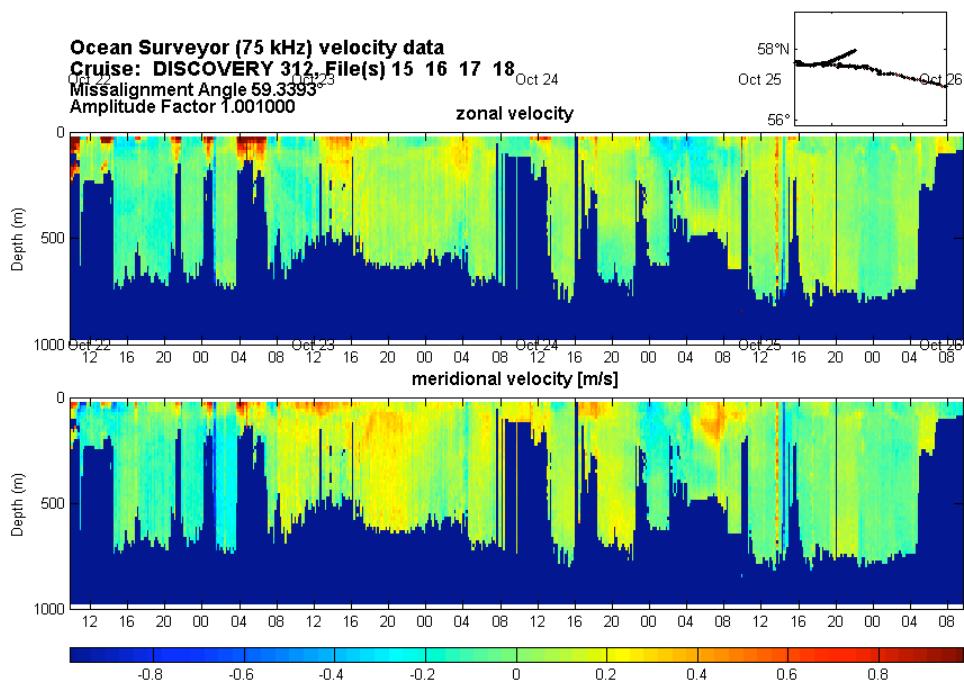 Ocean Surveyor (75 kHz) velocity data
Cruise:  DISCOVERY 312, File(s) 15  16  17  18
Oct 22 Oct 23 Oct 24 Oct 25 Oct 26
Missalignment Angle 59.3393°
Amplitude Factor 1.001000
58°N
56°
zonal velocity
0
500
1000
Depth (m)
Oct 22 Oct 23 Oct 24 Oct 25 Oct 26
12 16 20 00 04 08 12 16 20 00 04 08 12 16 20 00 04 08 12 16 20 00 04 08
meridional velocity [m/s]
0
500
1000
Depth (m)
12 16 20 00 04 08 12 16 20 00 04 08 12 16 20 00 04 08 12 16 20 00 04 08
-0.8 -0.6 -0.4 -0.2 0 0.2 0.4 0.6 0.8